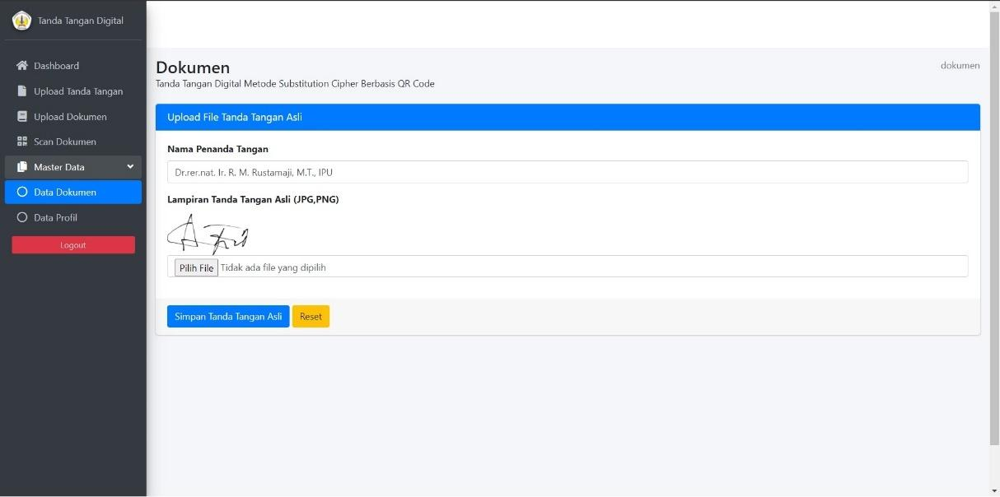 Tanda Tangan Digital
Dashboard
Upload Tanda Tangan
Upload Dokumen
Scan Dokumen
Master Data
Data Dokumen
Data Profil
Logout
Dokumen
dokumen
Tanda Tangan Digital Metode Substitution Cipher Berbasis QR Code
Upload File Tanda Tangan Asli
Nama Penanda Tangan
Dr.rer.nat. Ir. R. M. Rustamaji, M.T., IPU
Lampiran Tanda Tangan Asli (JPG,PNG)
Pilih File Tidak ada file yang dipilih
Simpan Tanda Tangan Asli Reset